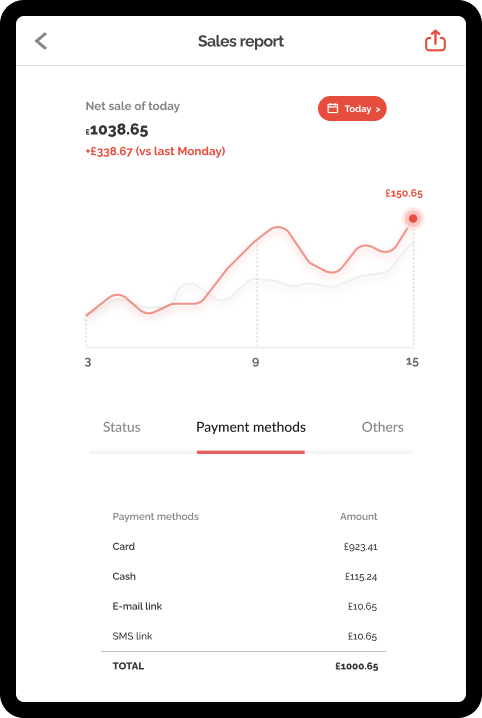 Sales report
Net sale of today
£1038.65
+£338.67 (vs last Monday)
Today >
£150.65
3 9 15
Status Payment methods Others
Payment methods Amount
Card £923.41
Cash £115.24
E-mail link £10.65
SMS link £10.65
TOTAL £1000.65